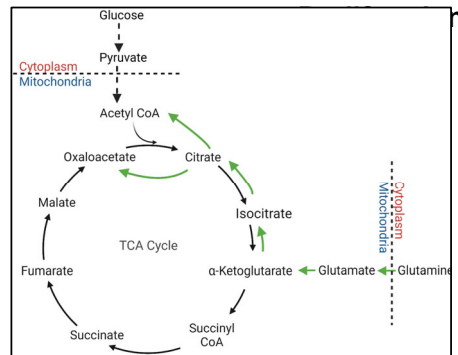 Glucose
Pyruvate
Cytoplasm
Mitochondria
Acetyl CoA
Oxaloacetate
Citrate
Malate
Isocitrate
TCA Cycle
Mitochondria
Cytoplasm
Fumarate
α-Ketoglutarate
Glutamate
Glutamine
Succinate
Succinyl
CoA